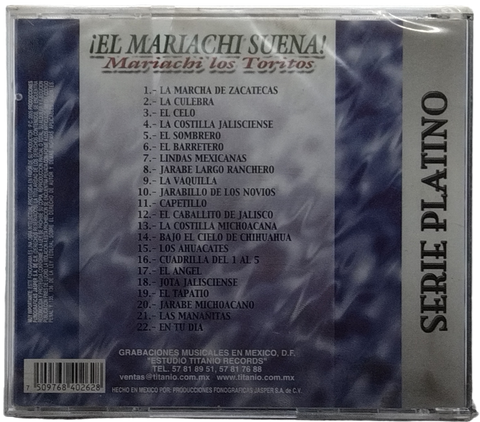 ¡EL MARIACHI SUENA!
Mariachi los Toritos
1.- LA MARCHA DE ZACATECAS
2.- LA CULEBRA
3.- EL CELO
4.- LA COSTILLA JALISCIENSE
5.- EL SOMBRERO
6.- EL BARRETERO
7.- LINDAS MEXICANAS
8.- JARABE LARGO RANCHERO
9.- LA VAQUILLA
10.- JARABILLO DE LOS NOVIOS
11.- CAPETILLO
12.- EL CABALLITO DE JALISCO
13.- LA COSTILLA MICHOACANA
14.- BAJO EL CIELO DE CHIHUAHUA
15.- LOS AHUACATES
16.- CUADRILLA DEL 1 AL 5
17.- EL ANGEL
18.- JOTA JALISCIENSE
19.- EL TAPATIO
20.- JARABE MICHOACANO
21.- LAS MAÑANITAS
22.- EN TU DIA
GRABACIONES MUSICALES EN MEXICO, D.F.
"ESTUDIO TITANIO RECORDS"
TEL. 57 81 89 51, 57 81 76 88
ventas@titanio.com.mx www.titanio.com.mx
HECHO EN MEXICO POR: PRODUCCIONES FONOGRAFICAS JASPER S.A. de C.V.
7 509768 402628
SERIE PLATINO